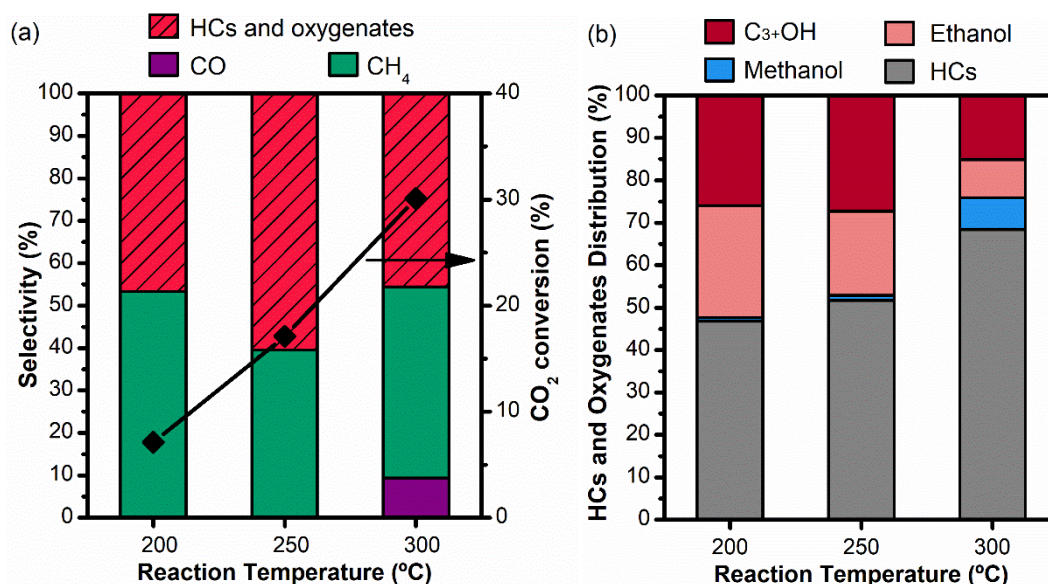 (a)
HCs and oxygenates
CO
CH₄
Selectivity (%)
100
90
80
70
60
50
40
30
20
10
0
40
30
20
10
0
CO₂ conversion (%)
200 250 300
Reaction Temperature (ºC)
(b)
C₃₊OH Ethanol
Methanol HCs
HCs and Oxygenates Distribution (%)
100
90
80
70
60
50
40
30
20
10
0
200 250 300
Reaction Temperature (ºC)